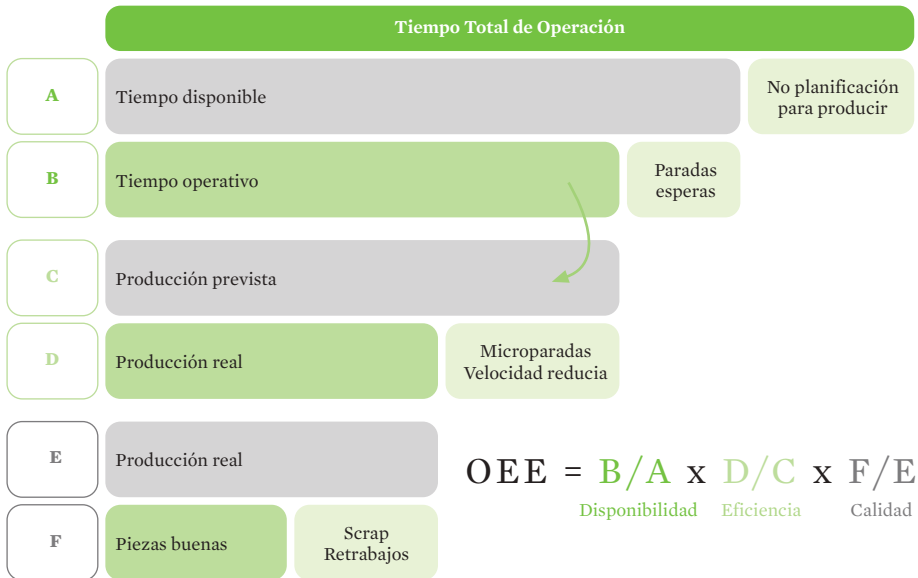 Tiempo Total de Operación
A
Tiempo disponible
No planificación
para producir
B
Tiempo operativo
Paradas
esperas
C
Producción prevista
D
Producción real
Microparadas
Velocidad reducia
E
Producción real
OEE = B/A x D/C x F/E
Disponibilidad Eficiencia Calidad
F
Piezas buenas
Scrap
Retrabajos